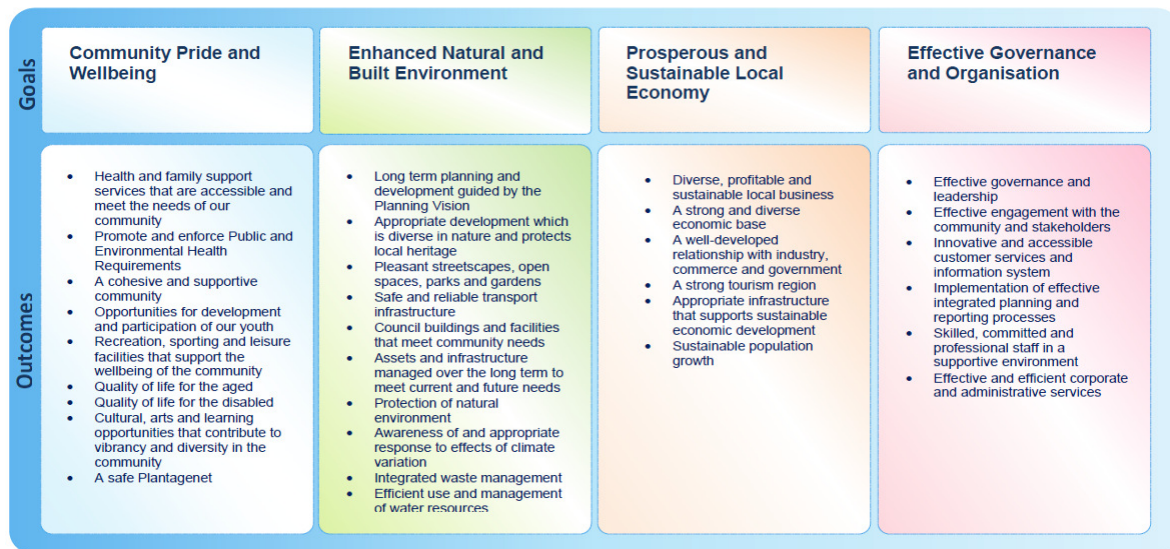 Goals
Community Pride and
Wellbeing
Enhanced Natural and
Built Environment
Prosperous and
Sustainable Local
Economy
Effective Governance
and Organisation
Outcomes
• Health and family support
services that are accessible and
meet the needs of our
community
• Promote and enforce Public and
Environmental Health
Requirements
• A cohesive and supportive
community
• Opportunities for development
and participation of our youth
• Recreation, sporting and leisure
facilities that support the
wellbeing of the community
• Quality of life for the aged
• Quality of life for the disabled
• Cultural, arts and learning
opportunities that contribute to
vibrancy and diversity in the
community
• A safe Plantagenet
• Long term planning and
development guided by the
Planning Vision
• Appropriate development which
is diverse in nature and protects
local heritage
• Pleasant streetscapes, open
spaces, parks and gardens
• Safe and reliable transport
infrastructure
• Council buildings and facilities
that meet community needs
• Assets and infrastructure
managed over the long term to
meet current and future needs
• Protection of natural
environment
• Awareness of and appropriate
response to effects of climate
variation
• Integrated waste management
• Efficient use and management
of water resources
• Diverse, profitable and
sustainable local business
• A strong and diverse
economic base
• A well-developed
relationship with industry,
commerce and government
• A strong tourism region
• Appropriate infrastructure
that supports sustainable
economic development
• Sustainable population
growth
• Effective governance and
leadership
• Effective engagement with the
community and stakeholders
• Innovative and accessible
customer services and
information system
• Implementation of effective
integrated planning and
reporting processes
• Skilled, committed and
professional staff in a
supportive environment
• Effective and efficient corporate
and administrative services